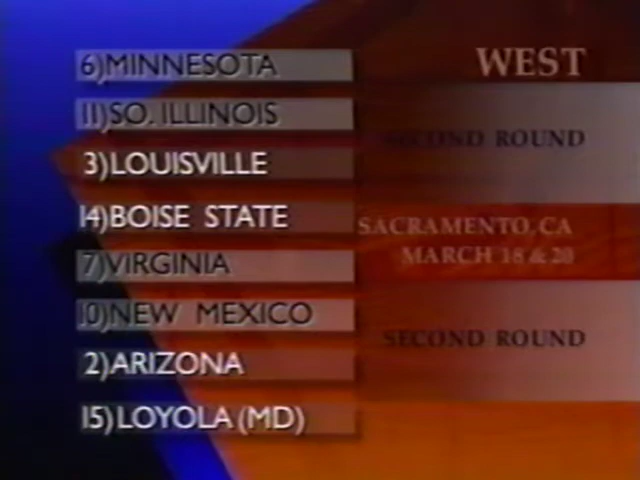 WEST
6)MINNESOTA
11)SO. ILLINOIS
SECOND ROUND
3)LOUISVILLE
14)BOISE STATE
SACRAMENTO, CA
MARCH 18 & 20
7)VIRGINIA
10)NEW MEXICO
SECOND ROUND
2)ARIZONA
15)LOYOLA (MD)